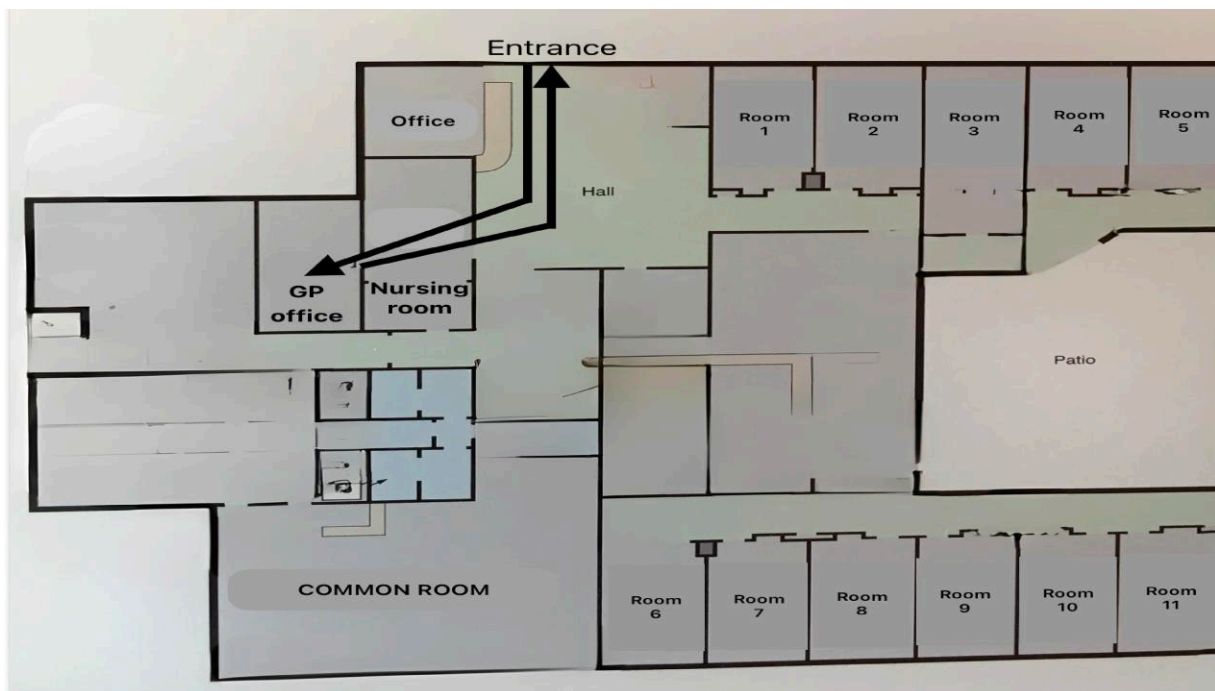 Entrance
Office
Room
1
Room
2
Room
3
Room
4
Room
5
Hall
GP
office
Nursing
room
Patio
COMMON ROOM
Room
6
Room
7
Room
8
Room
9
Room
10
Room
11